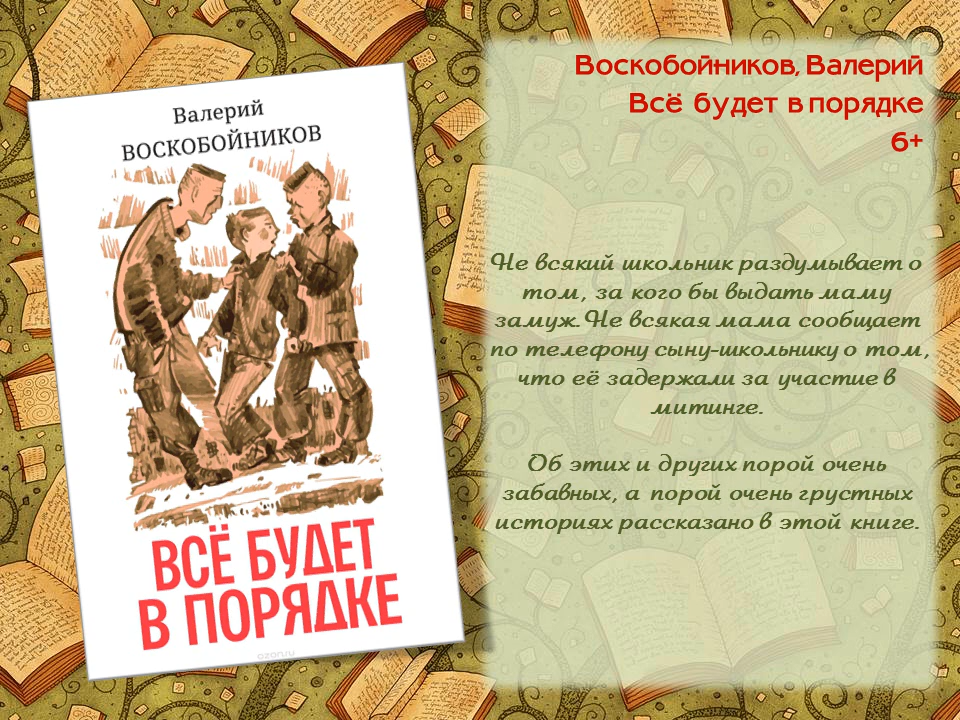 Валерий
ВОСКОБОЙНИКОВ
ВСЁ БУДЕТ
В ПОРЯДКЕ
ozon.ru
Воскобойников, Валерий
Всё будет в порядке
6+
Не всякий школьник раздумывает о
том, за кого бы выдать маму
замуж. Не всякая мама сообщает
по телефону сыну-школьнику о том,
что её задержали за участие в
митинге.
Об этих и других порой очень
забавных, а порой очень грустных
историях рассказано в этой книге.